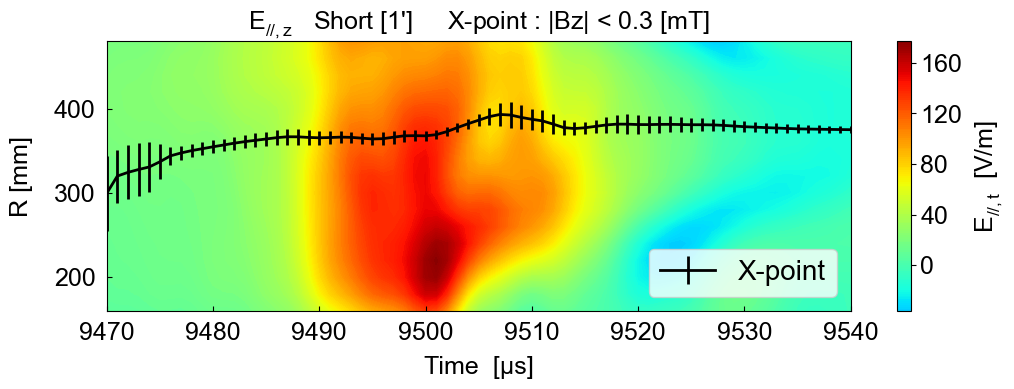 E//, z Short [1'] X-point : |Bz| < 0.3 [mT]
160
120
80
40
0
E//, t [V/m]
400
300
200
R [mm]
X-point
9470 9480 9490 9500 9510 9520 9530 9540
Time [μs]